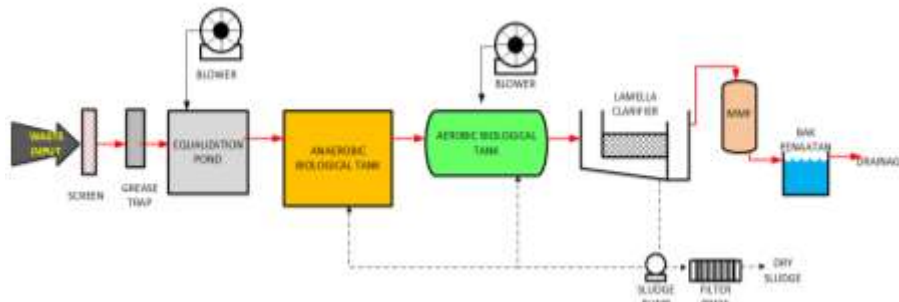 BLOWER
BLOWER
LAMELLA
CLARIFIER
WASTE
INPUT
EQUALIZATION
POND
ANAEROBIC
BIOLOGICAL TANK
AEROBIC BIOLOGICAL
TANK
MMF
BAK
PENAATAN
DRAINAG
SCREEN
GREASE
TRAP
SLUDGE
FILTER
DRY
SLUDGE